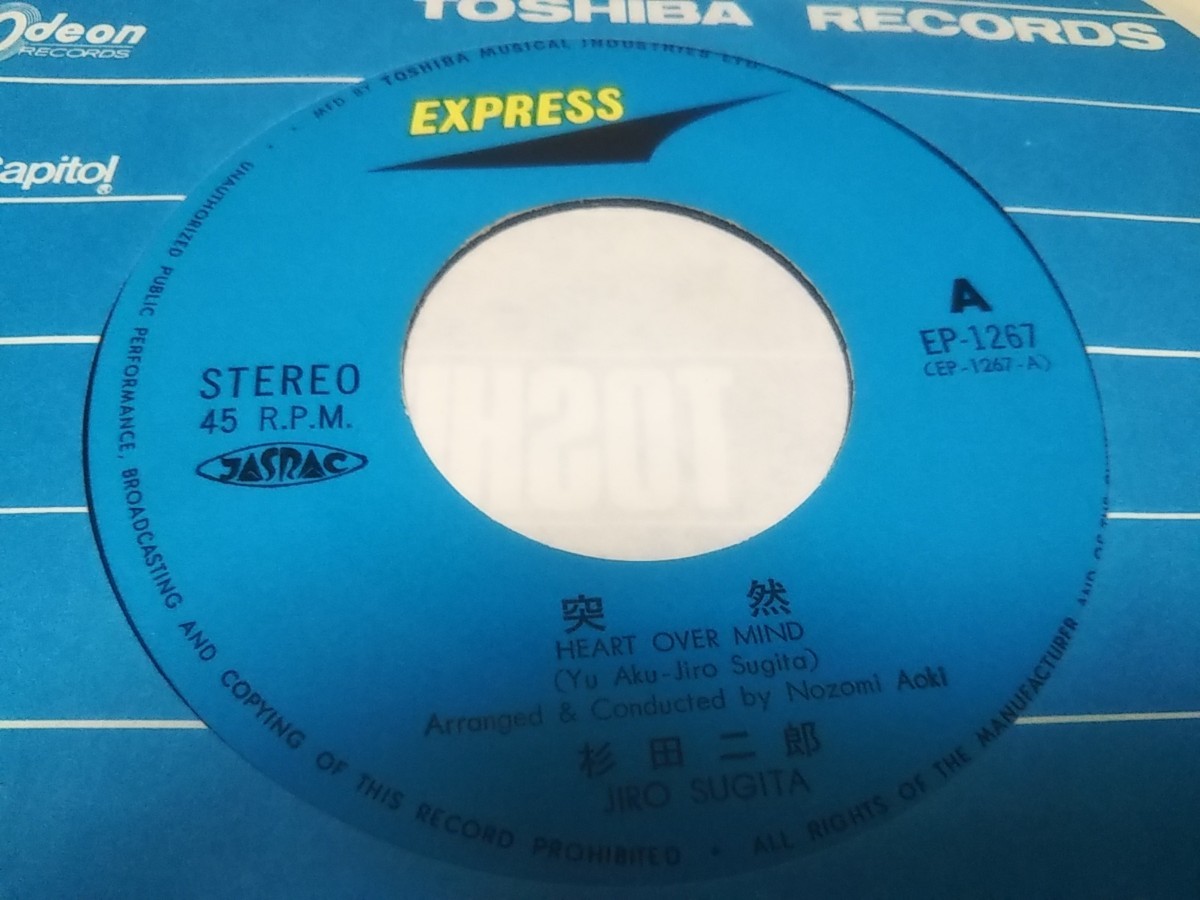 Odeon
RECORDS
TOSHIBA RECORDS
Capitol
®
MFD BY TOSHIBA MUSICAL INDUSTRIES LTD.
EXPRESS
A
EP-1267
(EP-1267-A)
STEREO
45 R.P.M.
JASRAC
TOSHI
突然
HEART OVER MIND
(Yu Aku-Jiro Sugita)
Arranged & Conducted by Nozomi Aoki
杉田二郎
JIRO SUGITA
UNAUTHORIZED PUBLIC PERFORMANCE, BROADCASTING AND COPYING OF THIS RECORD PROHIBITED • ALL RIGHTS OF THE MANUFACTURER AND OF THE